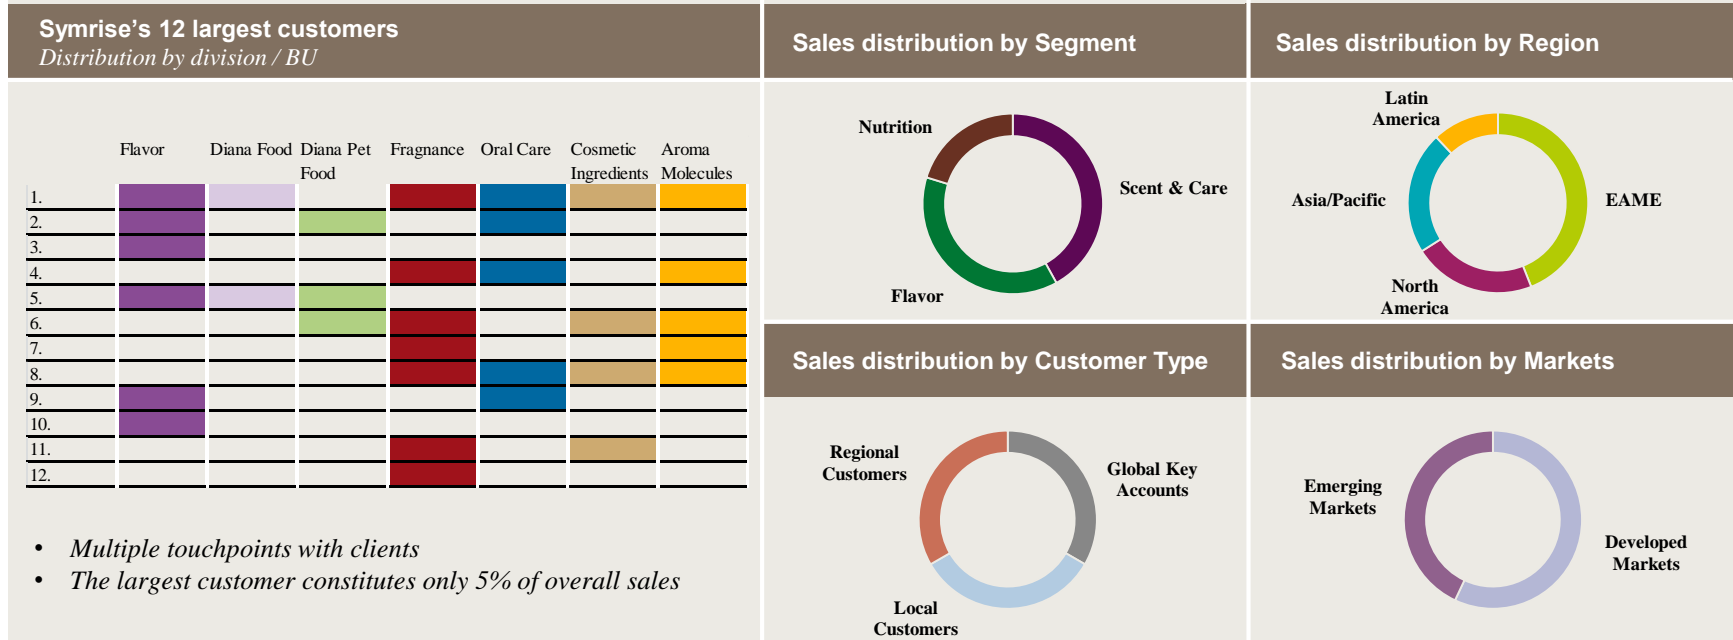 Symrise's 12 largest customers
Distribution by division / BU
Flavor Diana Food Diana Pet Food Fragnance Oral Care Cosmetic Ingredients Aroma Molecules
1.
2.
3.
4.
5.
6.
7.
8.
9.
10.
11.
12.
• Multiple touchpoints with clients
• The largest customer constitutes only 5% of overall sales
Sales distribution by Segment
Nutrition
Scent & Care
Flavor
Sales distribution by Region
Latin
America
Asia/Pacific
EAME
North
America
Sales distribution by Customer Type
Regional
Customers
Global Key
Accounts
Local
Customers
Sales distribution by Markets
Emerging
Markets
Developed
Markets